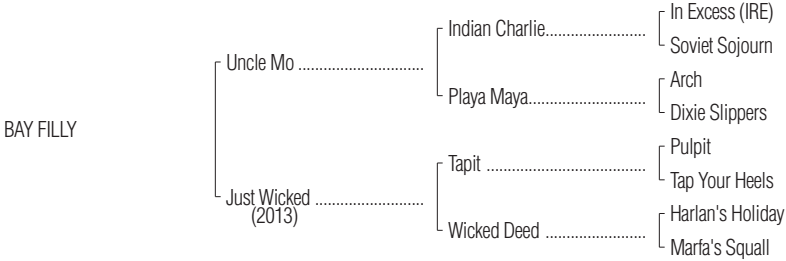 In Excess (IRE)
Indian Charlie........................
Soviet Sojourn
Uncle Mo ..............................
Arch
Playa Maya............................
Dixie Slippers
BAY FILLY
Pulpit
Tapit ......................................
Tap Your Heels
Just Wicked ..........................
(2013)
Harlan's Holiday
Wicked Deed ........................
Marfa's Squall